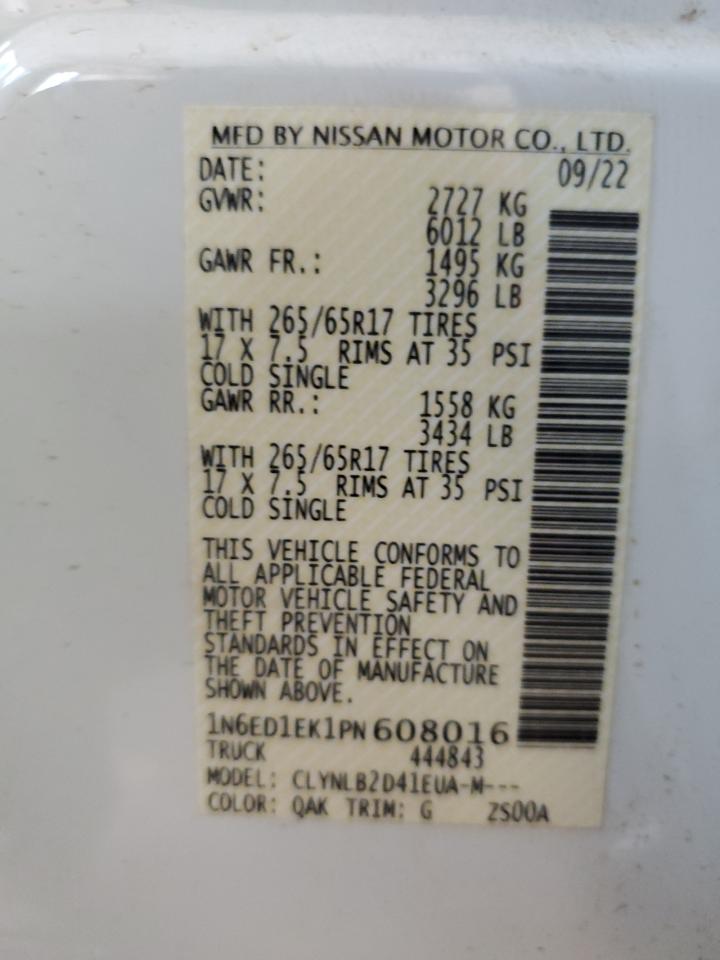 MFD BY NISSAN MOTOR CO., LTD.
DATE: 09/22
GVWR: 2727 KG
6012 LB
GAWR FR.: 1495 KG
3296 LB
WITH 265/65R17 TIRES
17 X 7.5 RIMS AT 35 PSI
COLD SINGLE
GAWR RR.: 1558 KG
3434 LB
WITH 265/65R17 TIRES
17 X 7.5 RIMS AT 35 PSI
COLD SINGLE
THIS VEHICLE CONFORMS TO
ALL APPLICABLE FEDERAL
MOTOR VEHICLE SAFETY AND
THEFT PREVENTION
STANDARDS IN EFFECT ON
THE DATE OF MANUFACTURE
SHOWN ABOVE.
1N6ED1EK1PN608016
TRUCK 444843
MODEL: CLYNLB2D41EUA-M---
COLOR: QAK TRIM: G ZS00A